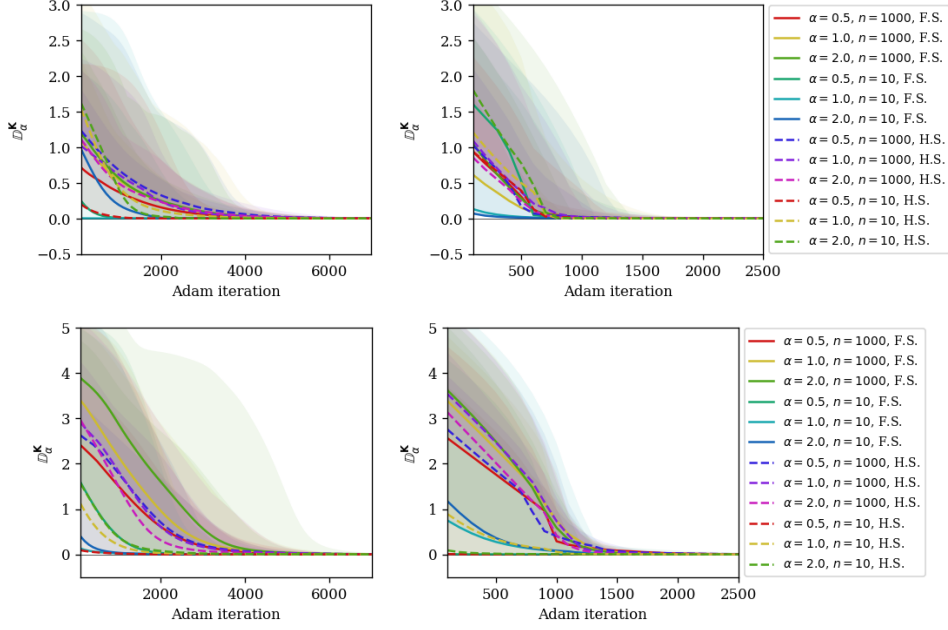 3.0
2.5
2.0
1.5
1.0
0.5
0.0
−0.5
𝔻ᴷ_α
2000
4000
6000
Adam iteration
3.0
2.5
2.0
1.5
1.0
0.5
0.0
−0.5
𝔻ᴷ_α
500
1000
1500
2000
2500
Adam iteration
α = 0.5, n = 1000, F.S.
α = 1.0, n = 1000, F.S.
α = 2.0, n = 1000, F.S.
α = 0.5, n = 10, F.S.
α = 1.0, n = 10, F.S.
α = 2.0, n = 10, F.S.
α = 0.5, n = 1000, H.S.
α = 1.0, n = 1000, H.S.
α = 2.0, n = 1000, H.S.
α = 0.5, n = 10, H.S.
α = 1.0, n = 10, H.S.
α = 2.0, n = 10, H.S.
5
4
3
2
1
0
𝔻ᴷ_α
2000
4000
6000
Adam iteration
5
4
3
2
1
0
𝔻ᴷ_α
500
1000
1500
2000
2500
Adam iteration
α = 0.5, n = 1000, F.S.
α = 1.0, n = 1000, F.S.
α = 2.0, n = 1000, F.S.
α = 0.5, n = 10, F.S.
α = 1.0, n = 10, F.S.
α = 2.0, n = 10, F.S.
α = 0.5, n = 1000, H.S.
α = 1.0, n = 1000, H.S.
α = 2.0, n = 1000, H.S.
α = 0.5, n = 10, H.S.
α = 1.0, n = 10, H.S.
α = 2.0, n = 10, H.S.